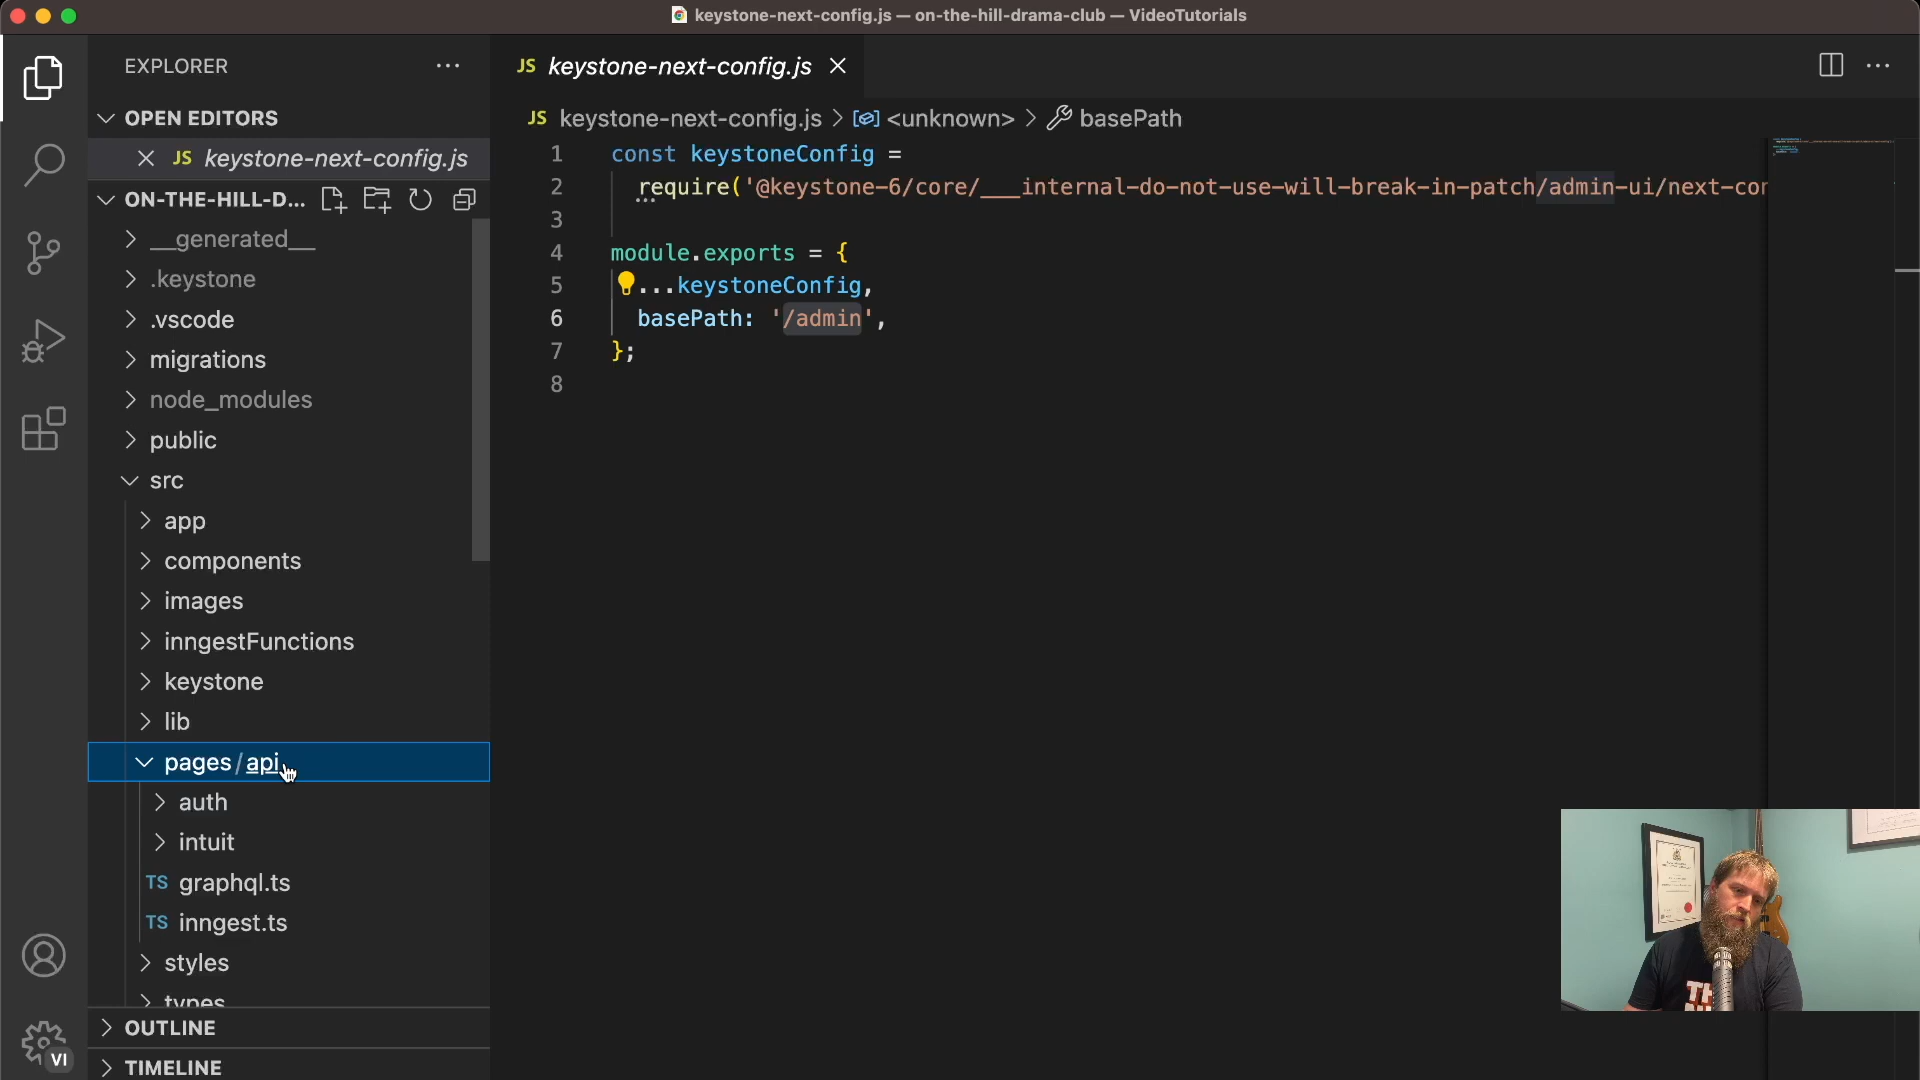 keystone-next-config.js — on-the-hill-drama-club — VideoTutorials
EXPLORER
JS keystone-next-config.js
OPEN EDITORS
JS keystone-next-config.js > <unknown> > basePath
JS keystone-next-config.js
ON-THE-HILL-D...
__generated__
.keystone
.vscode
migrations
node_modules
public
src
app
components
images
inngestFunctions
keystone
lib
pages/api
auth
intuit
TS graphql.ts
TS inngest.ts
styles
types
OUTLINE
TIMELINE
VI
1 const keystoneConfig =
2 require('@keystone-6/core/___internal-do-not-use-will-break-in-patch/admin-ui/next-con
3
4 module.exports = {
5 ...keystoneConfig,
6 basePath: '/admin',
7 };
8